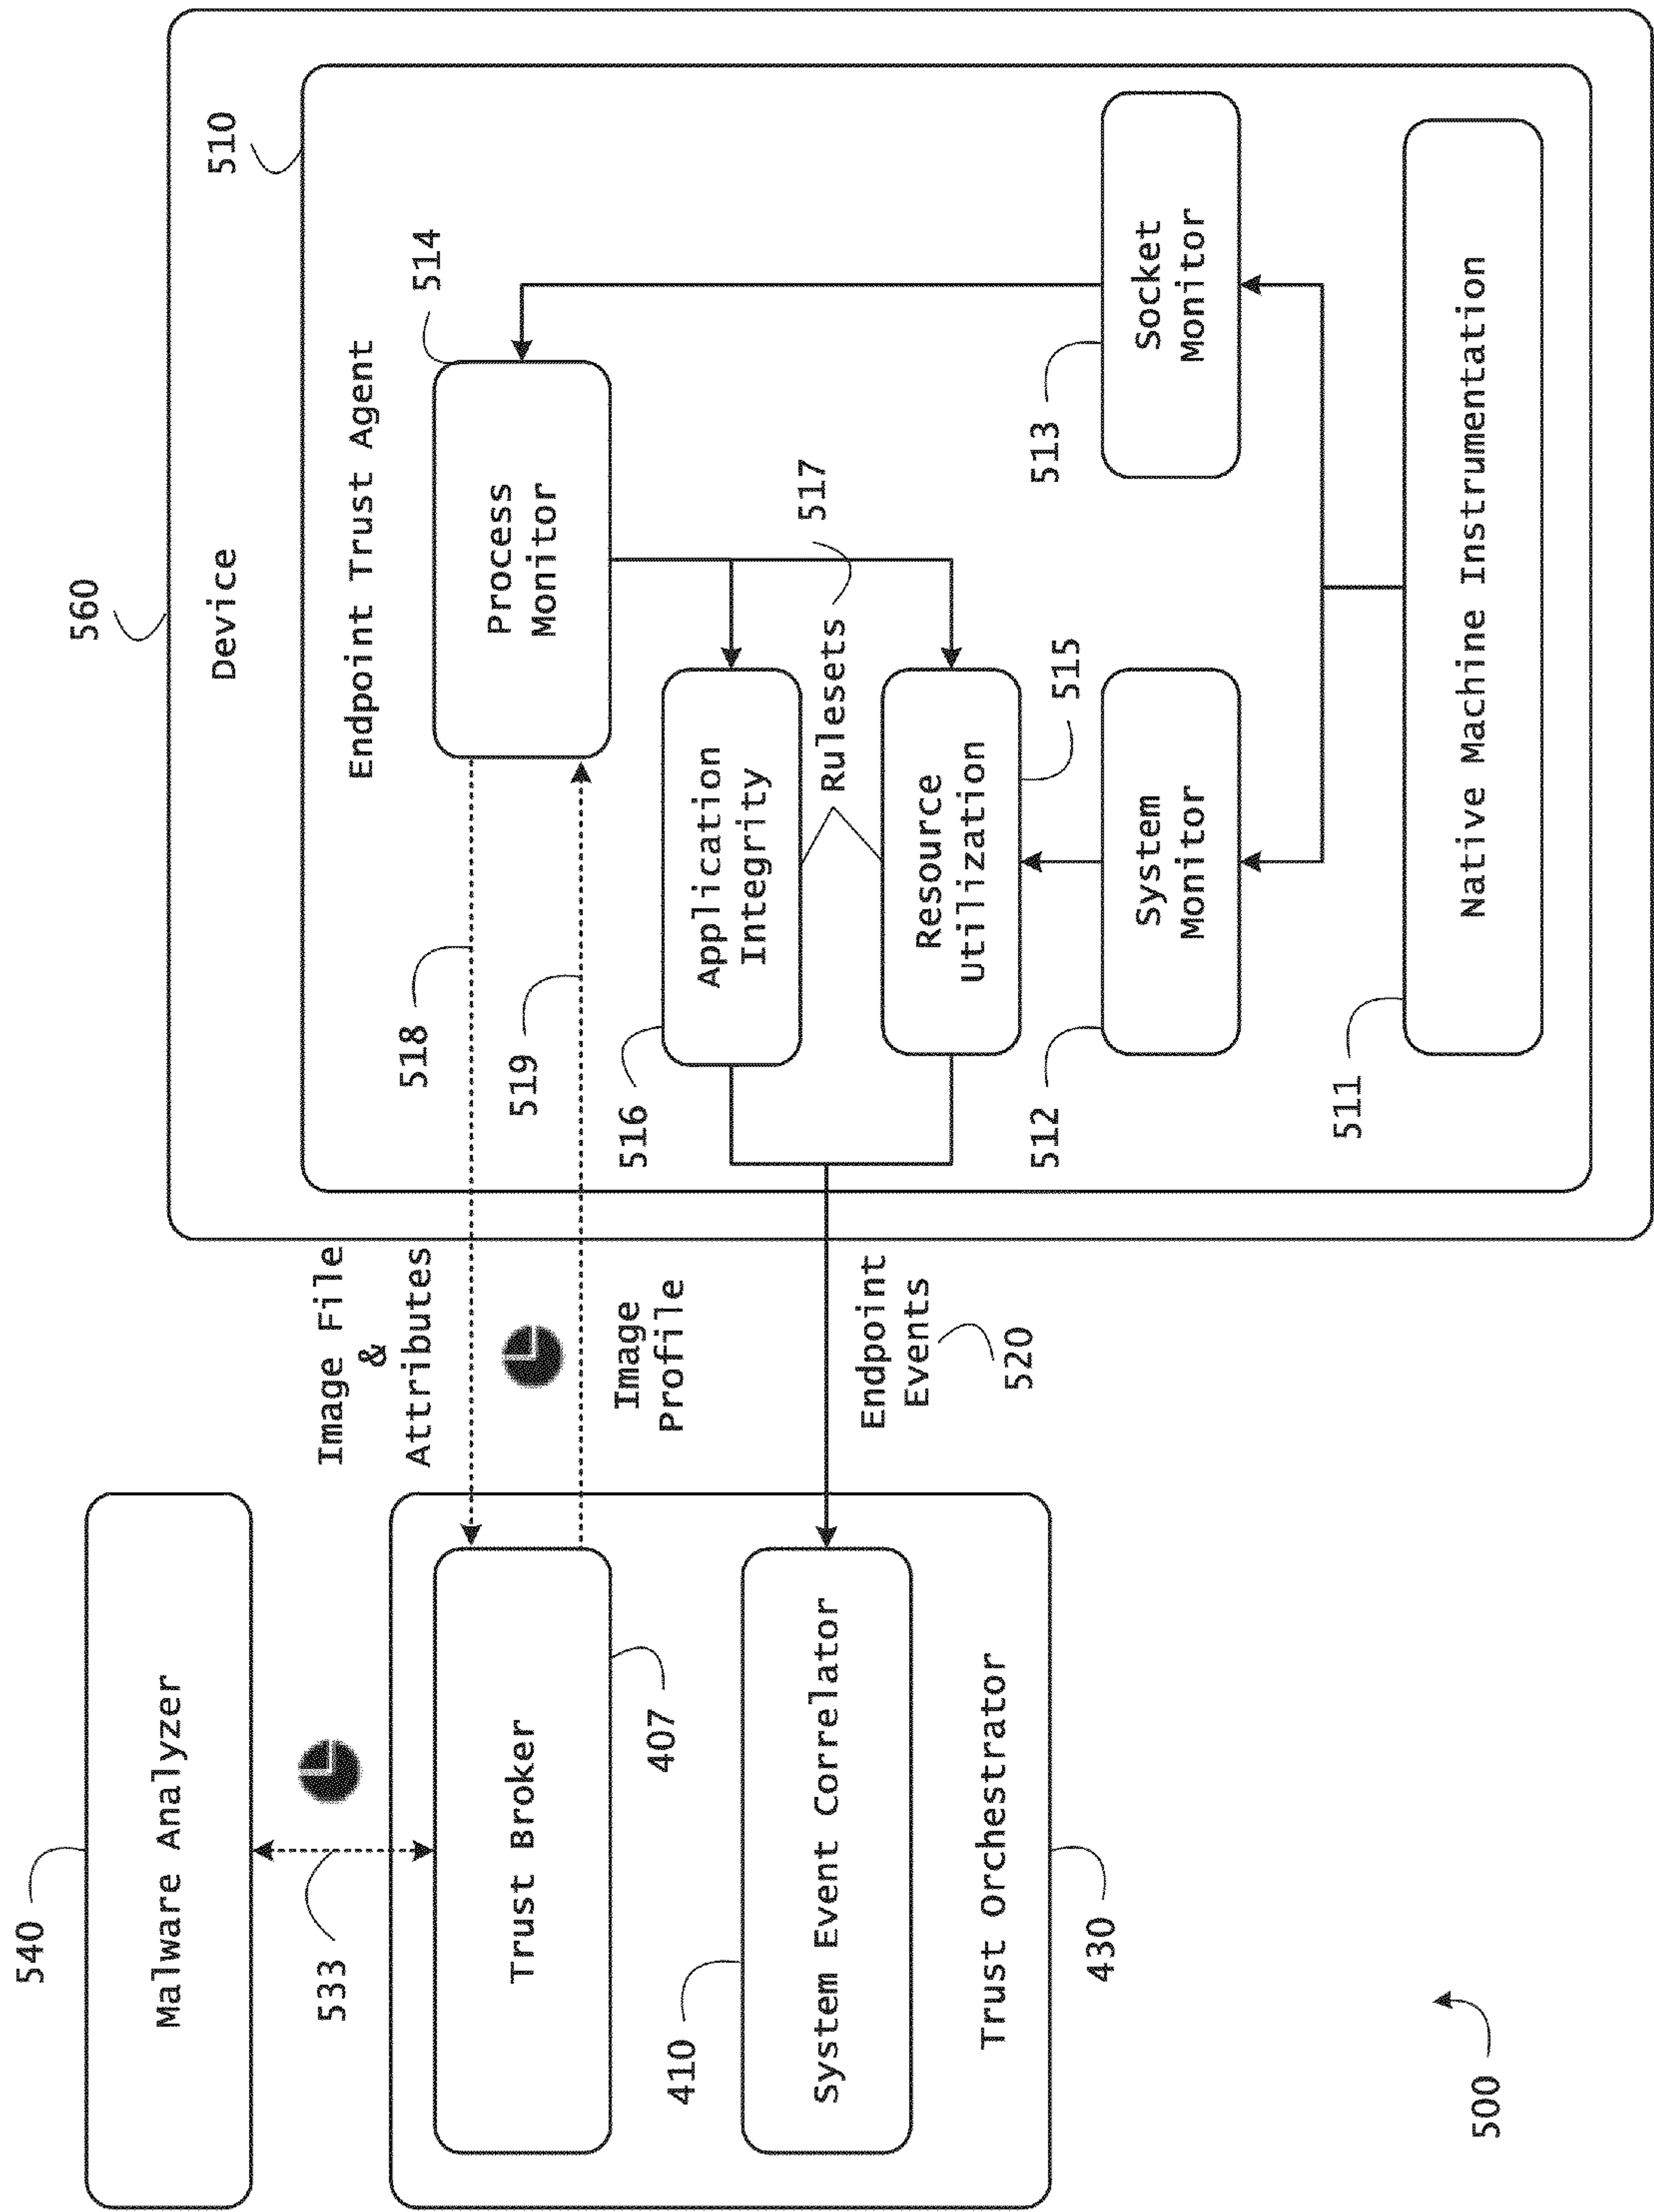 540
Malware Analyzer
533
Trust Broker
407
410
System Event Correlator
Trust Orchestrator
430
500
Image File
&
Attributes
Image
Profile
Endpoint
Events
520
560
Device
510
Endpoint Trust Agent
514
Process
Monitor
518
519
516
Application
Integrity
Rulesets
517
Resource
Utilization
515
512
System
Monitor
513
Socket
Monitor
511
Native Machine Instrumentation